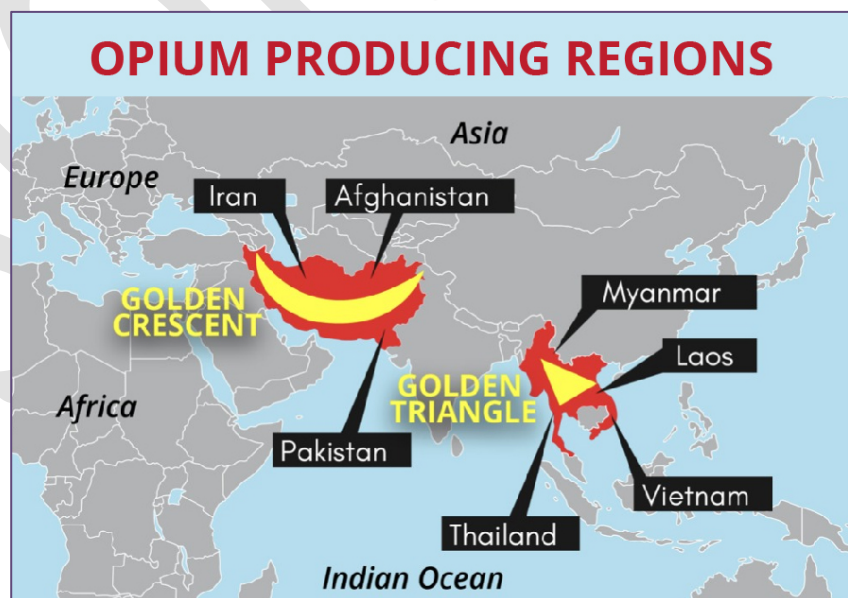 OPIUM PRODUCING REGIONS
Asia
Europe
Iran
Afghanistan
GOLDEN
CRESCENT
Myanmar
Laos
GOLDEN
TRIANGLE
Africa
Pakistan
Vietnam
Thailand
Indian Ocean